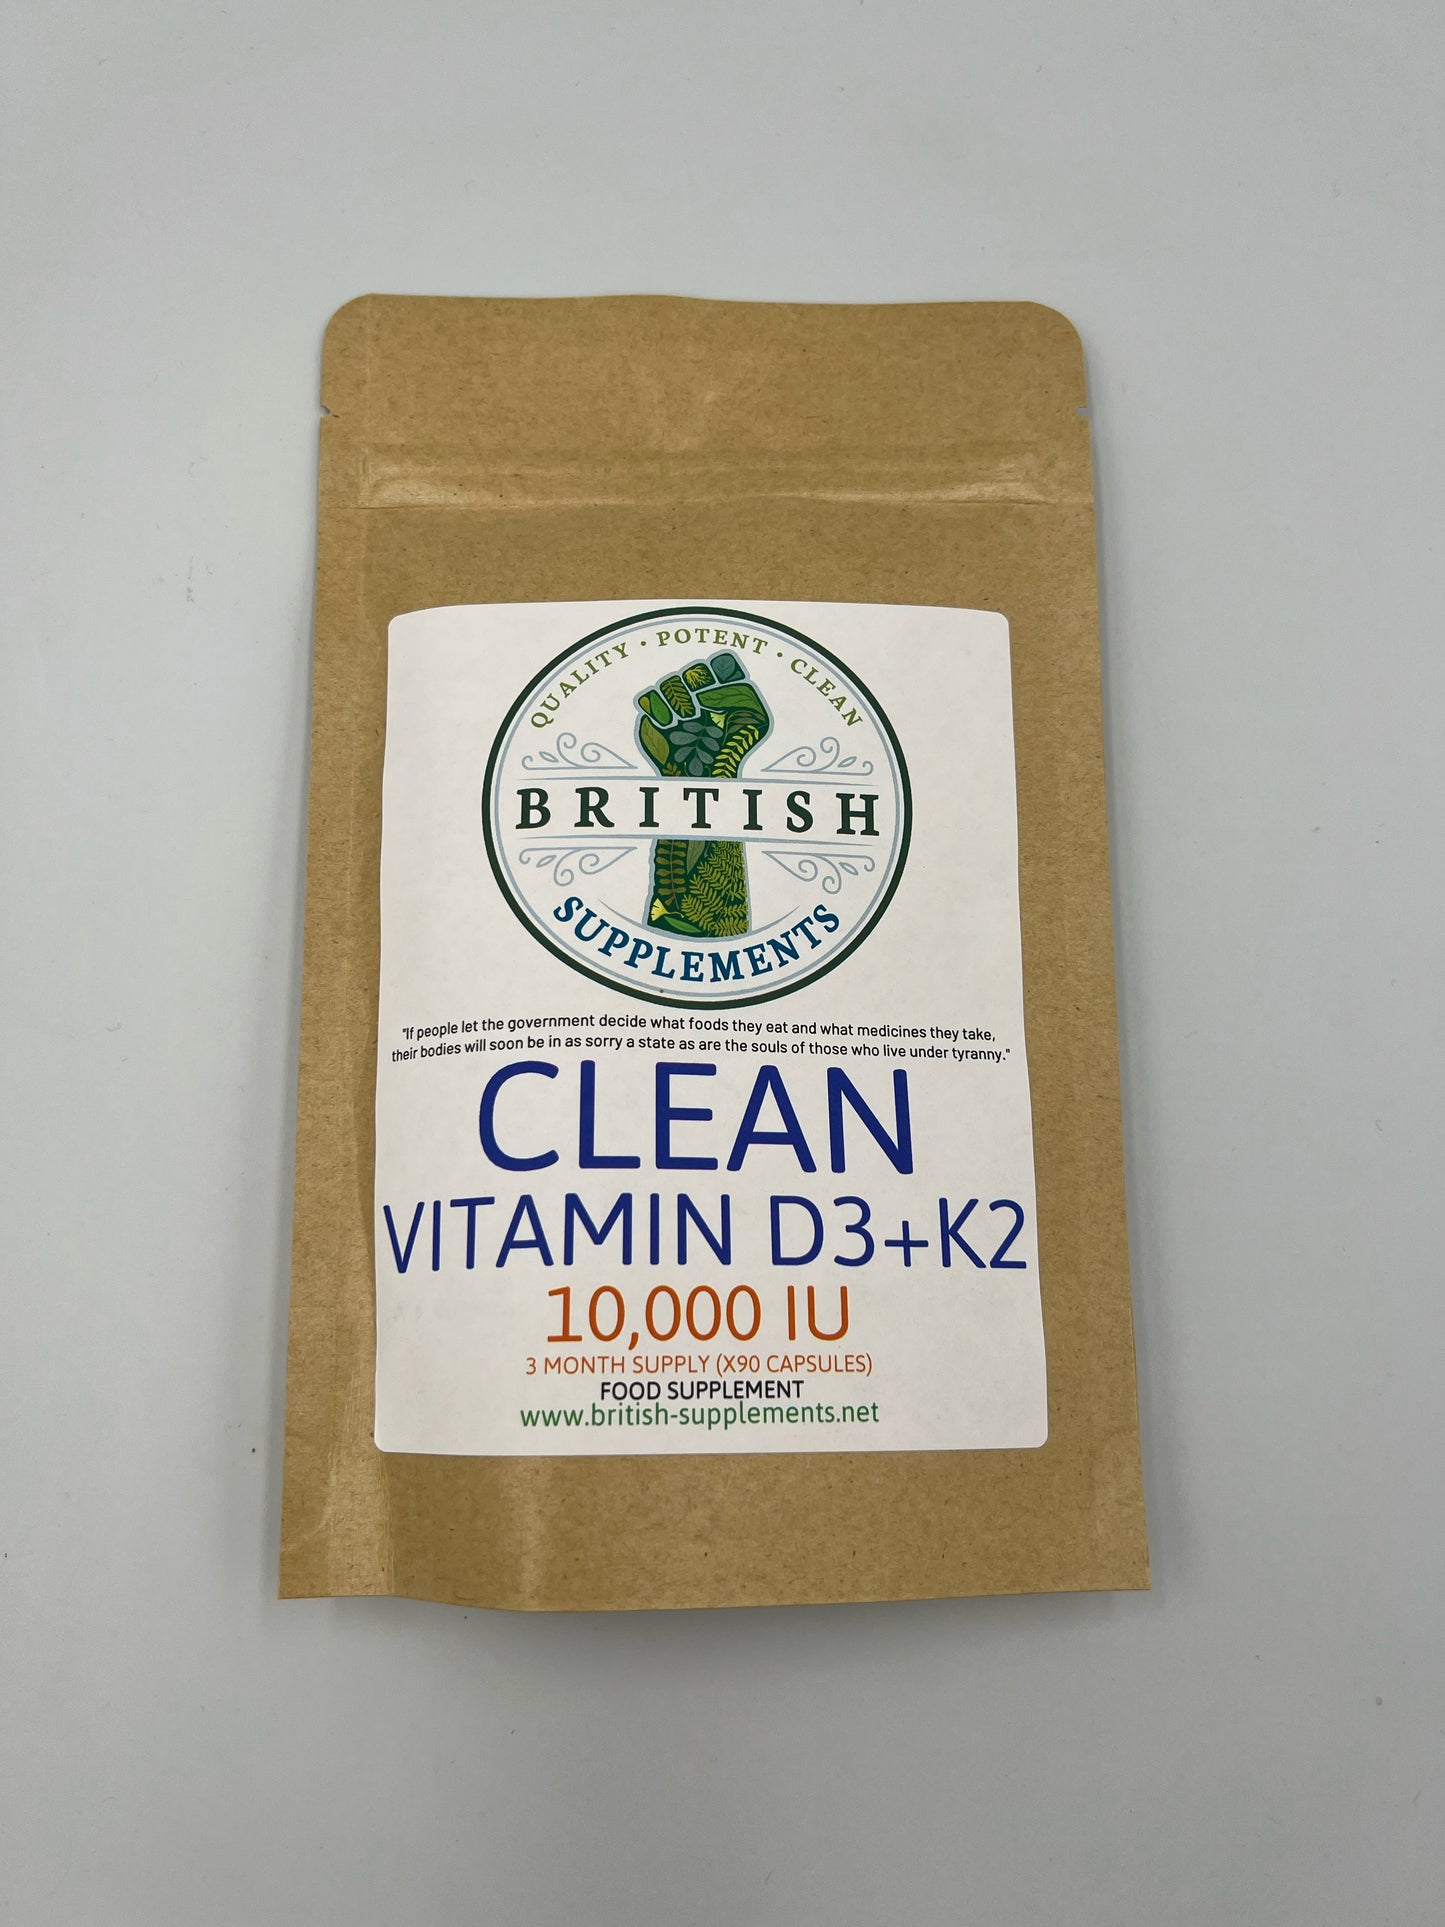 QUALITY · POTENT · CLEAN
BRITISH
SUPPLEMENTS
"If people let the government decide what foods they eat and what medicines they take,
their bodies will soon be in as sorry a state as are the souls of those who live under tyranny."
CLEAN
VITAMIN D3+K2
10,000 IU
3 MONTH SUPPLY (X90 CAPSULES)
FOOD SUPPLEMENT
www.british-supplements.net